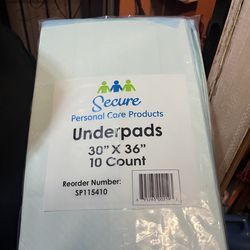 Secure
Personal Care Products
Underpads
30" X 36"
10 Count
Reorder Number:
SP115410